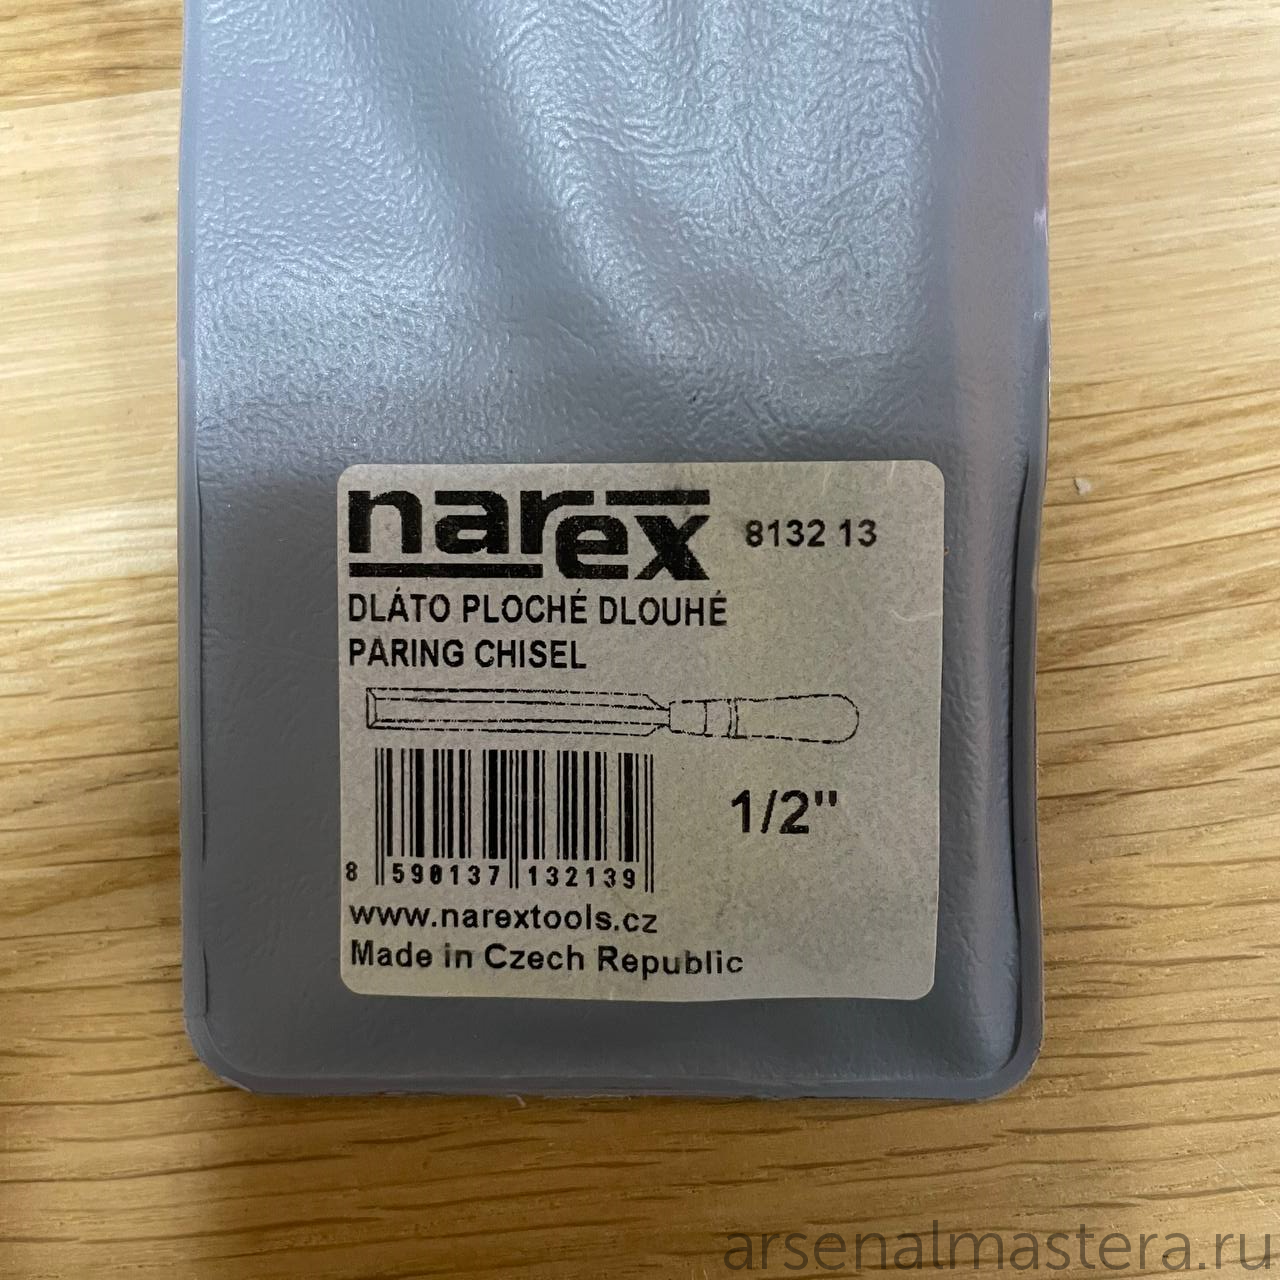 narex 8132 13
DLÁTO PLOCHÉ DLOUHÉ
PARING CHISEL
1/2"
8 590137 132139
www.narextools.cz
Made in Czech Republic
arsenalmastera.ru